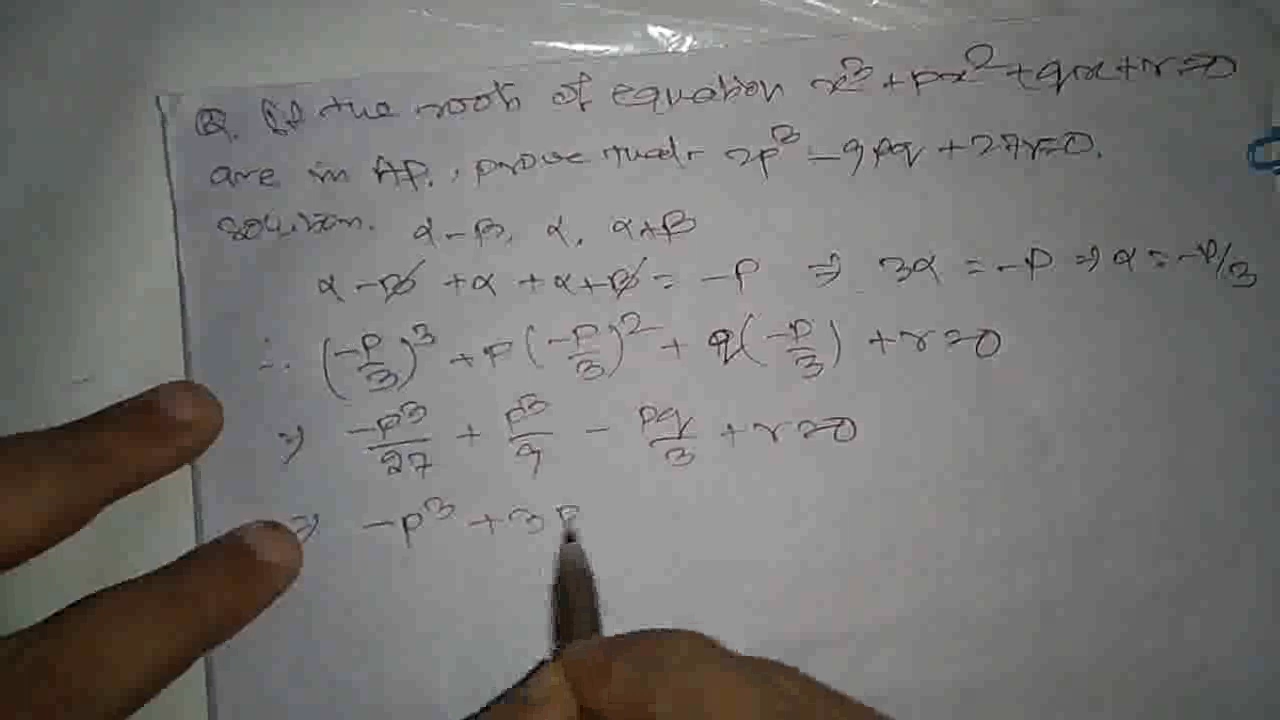 Q. If the roots of equation x³ + px² + qx + r = 0
are in AP., prove that 2p³ – 9pq + 27r = 0.
solution. α – β, α, α + β
α – β + α + α + β = – p ⇒ 3α = – p ⇒ α = – p/3
∴ (–p/3)³ + p(–p/3)² + q(–p/3) + r = 0
⇒ –p³/27 + p³/9 – pq/3 + r = 0
⇒ – p³ + 3p